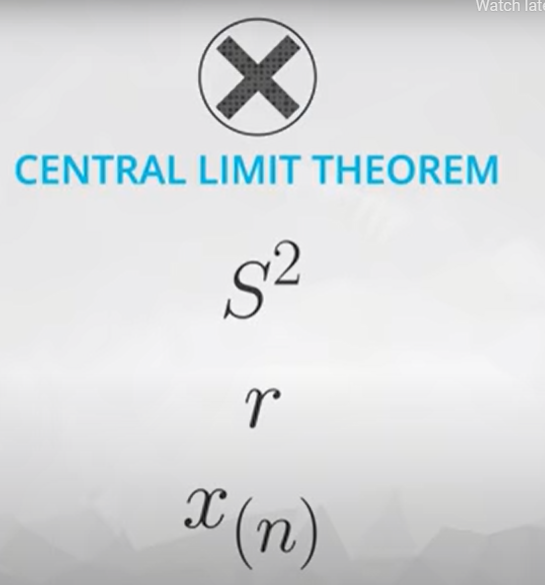 Watch late
CENTRAL LIMIT THEOREM
S²
r
x₍ₙ₎